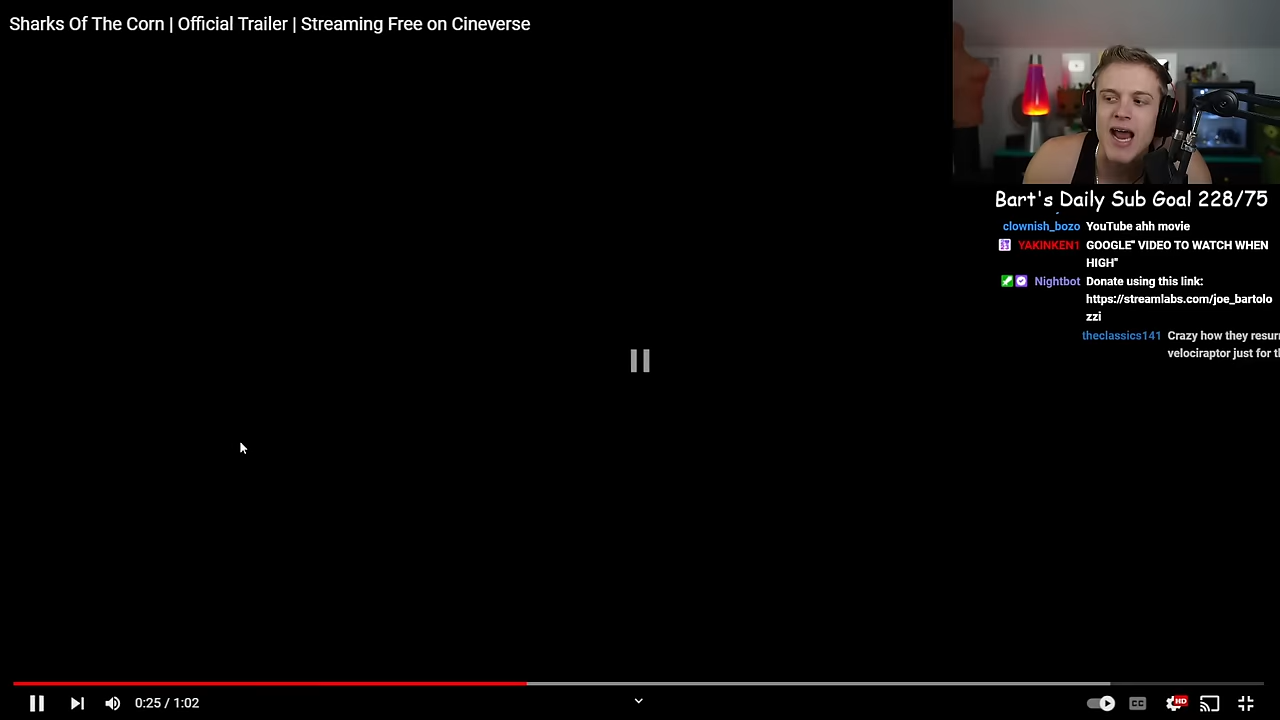 Sharks Of The Corn | Official Trailer | Streaming Free on Cineverse
Bart's Daily Sub Goal 228/75
clownish_bozo YouTube ahh movie
YAKINKEN1 GOOGLE" VIDEO TO WATCH WHEN
HIGH"
Nightbot Donate using this link:
https://streamlabs.com/joe_bartolo
zzi
theclassics141 Crazy how they
velociraptor just for
0:25 / 1:02
CC
HD